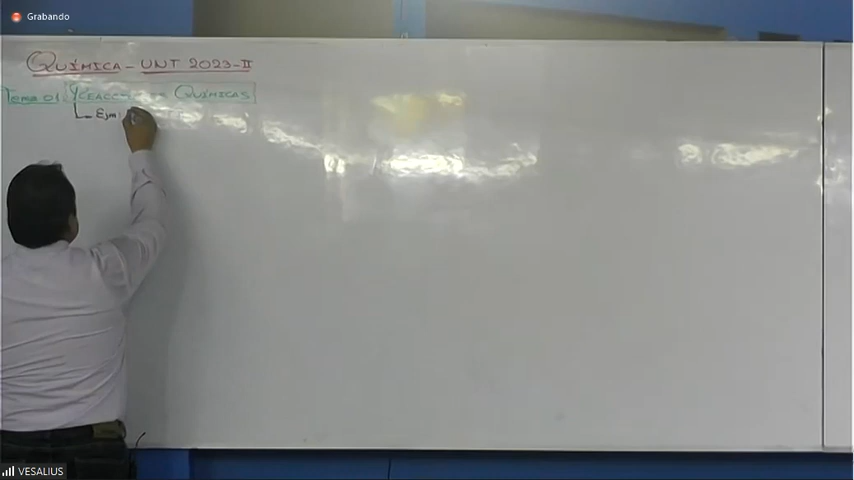 Grabando
QUÍMICA - UNT 2023-II
Tema 01 QUÍMICAS
Ejm
VESALIUS